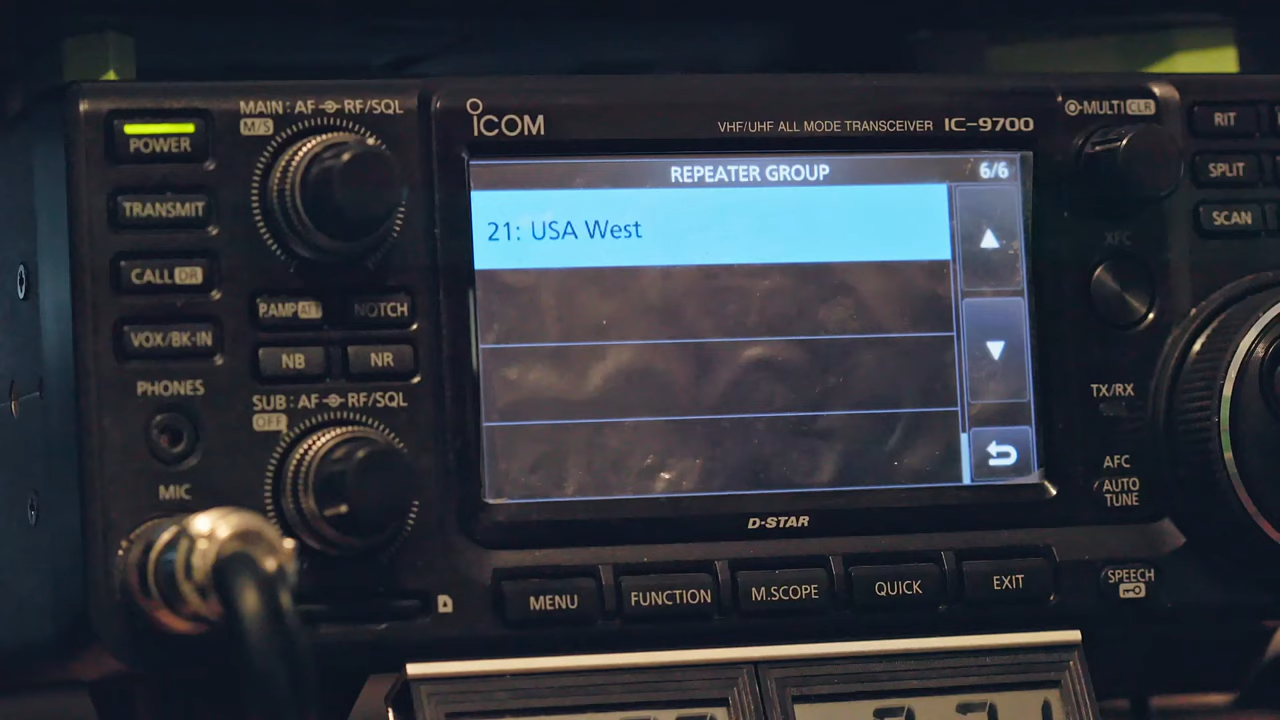 POWER
TRANSMIT
CALL DR
VOX/BK-IN
PHONES
MIC
MAIN: AF RF/SQL
M/S
P.AMP ATT
NOTCH
NB
NR
SUB: AF RF/SQL
OFF
ICOM
VHF/UHF ALL MODE TRANSCEIVER IC-9700
REPEATER GROUP 6/6
21: USA West
D-STAR
MENU
FUNCTION
M.SCOPE
QUICK
EXIT
MULTI CLR
XFC
TX/RX
AFC
AUTO
TUNE
SPEECH
RIT
SPLIT
SCAN